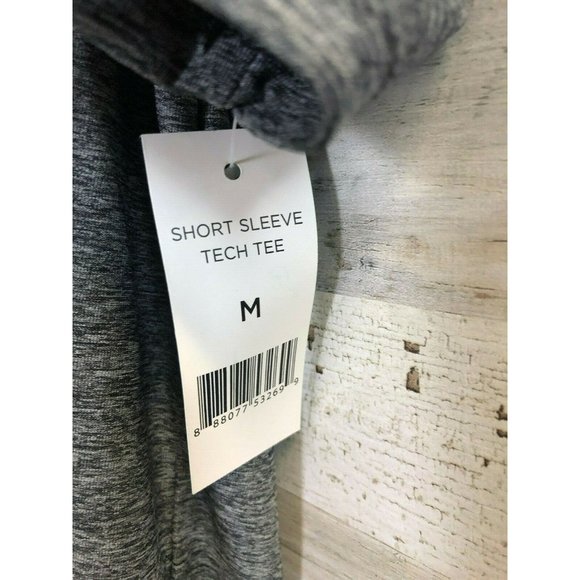 SHORT SLEEVE
TECH TEE
M
8 88077 53269 9